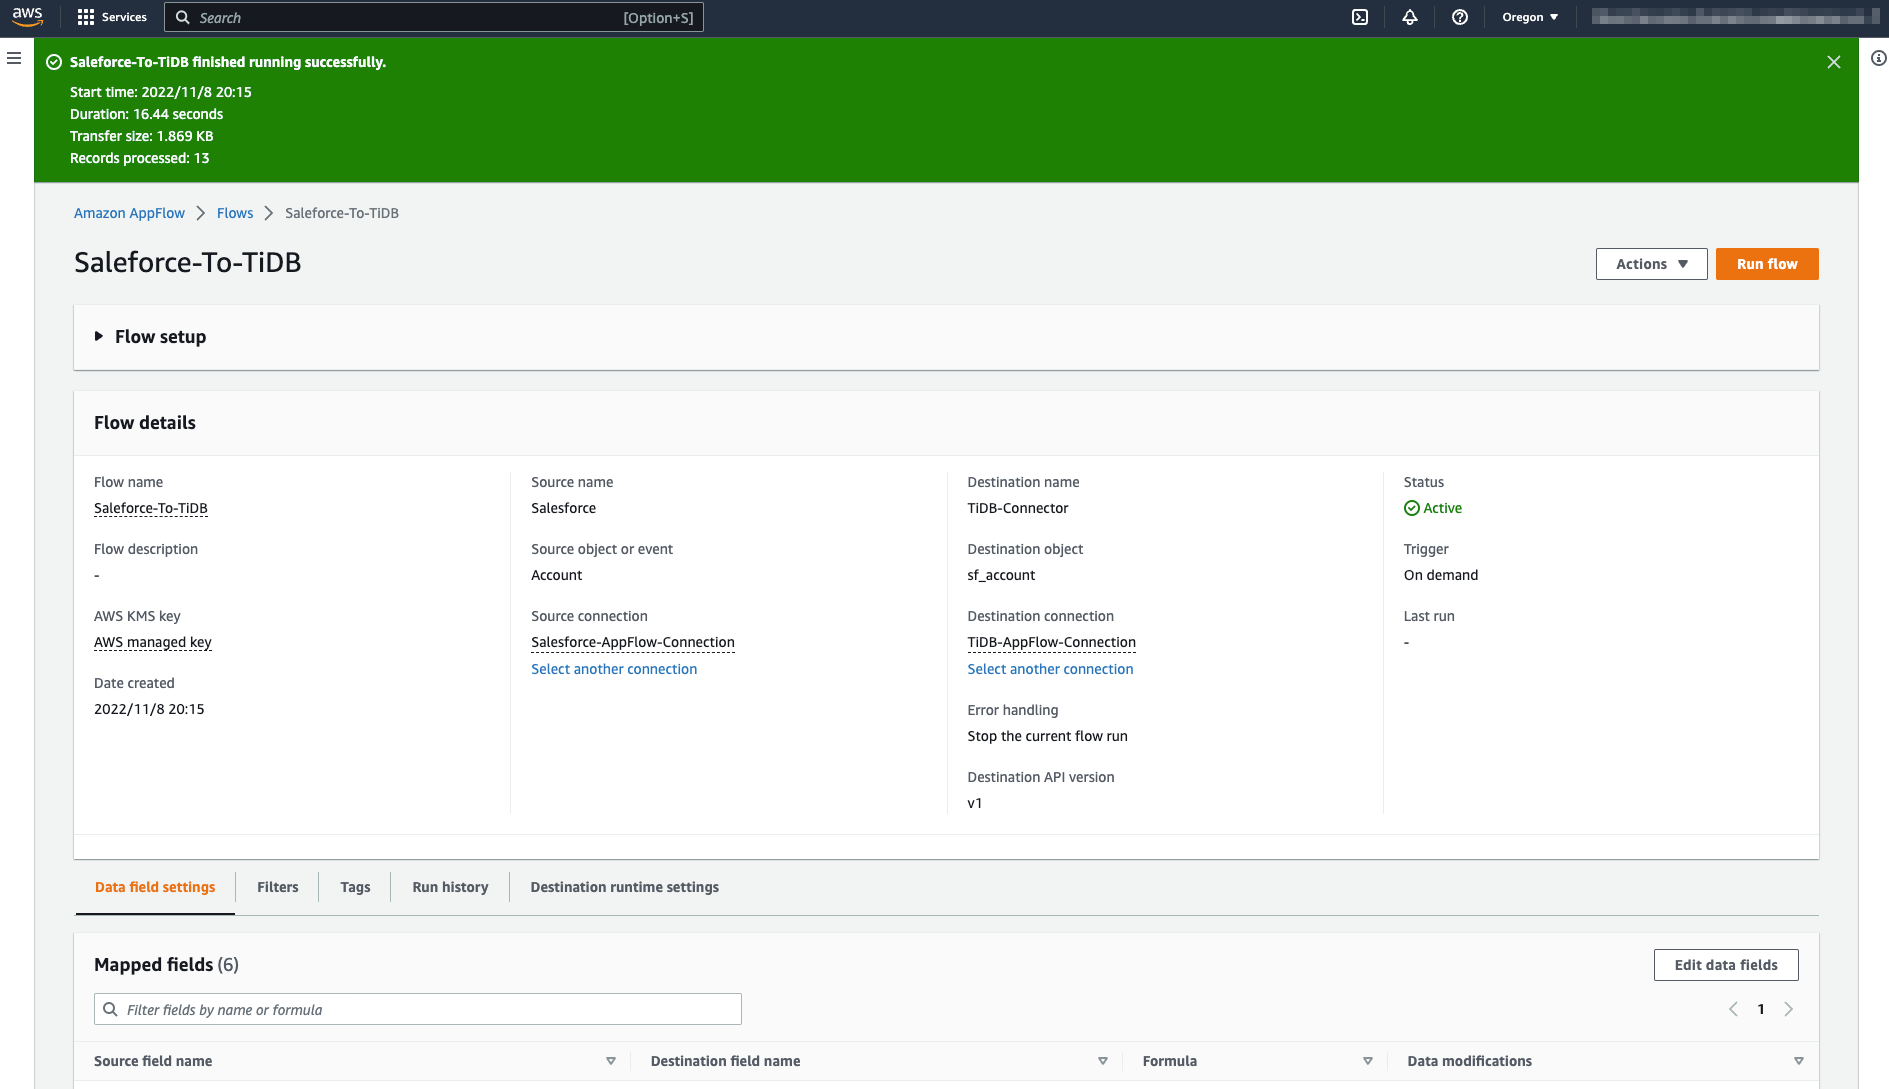 aws
Services
Search
[Option+S]
Oregon
Saleforce-To-TiDB finished running successfully.
Start time: 2022/11/8 20:15
Duration: 16.44 seconds
Transfer size: 1.869 KB
Records processed: 13
Amazon AppFlow
Flows
Saleforce-To-TiDB
Saleforce-To-TiDB
Actions
Run flow
Flow setup
Flow details
Flow name
Saleforce-To-TiDB
Flow description
-
AWS KMS key
AWS managed key
Date created
2022/11/8 20:15
Source name
Salesforce
Source object or event
Account
Source connection
Salesforce-AppFlow-Connection
Select another connection
Destination name
TiDB-Connector
Destination object
sf_account
Destination connection
TiDB-AppFlow-Connection
Select another connection
Error handling
Stop the current flow run
Destination API version
v1
Status
Active
Trigger
On demand
Last run
-
Data field settings
Filters
Tags
Run history
Destination runtime settings
Mapped fields (6)
Edit data fields
Filter fields by name or formula
1
Source field name
Destination field name
Formula
Data modifications